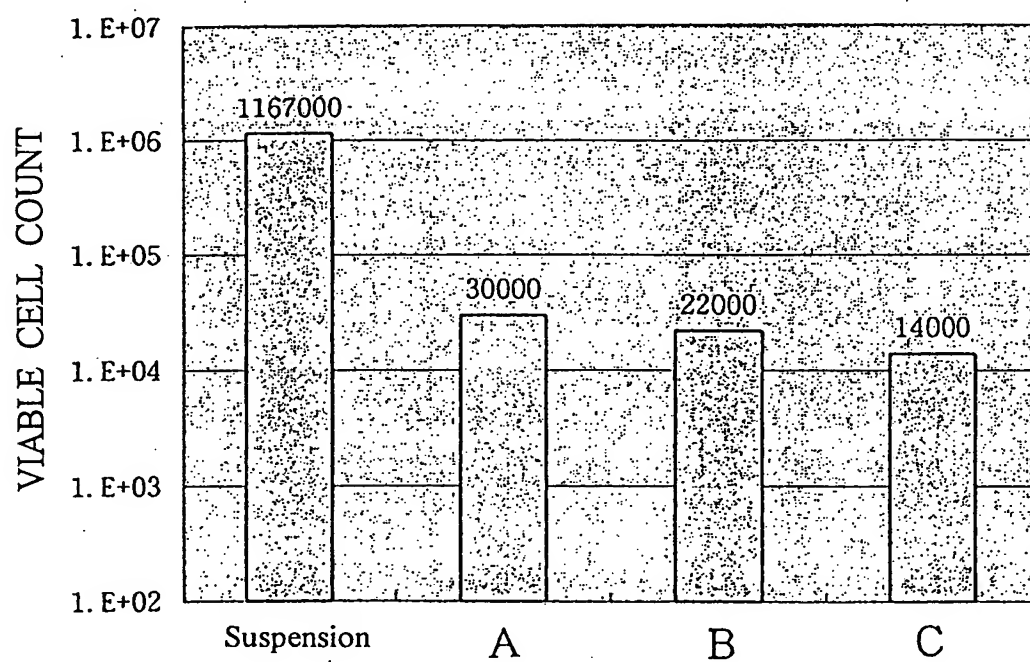 VIABLE CELL COUNT
1.E+07
1.E+06
1.E+05
1.E+04
1.E+03
1.E+02
1167000
30000
22000
14000
Suspension A B C